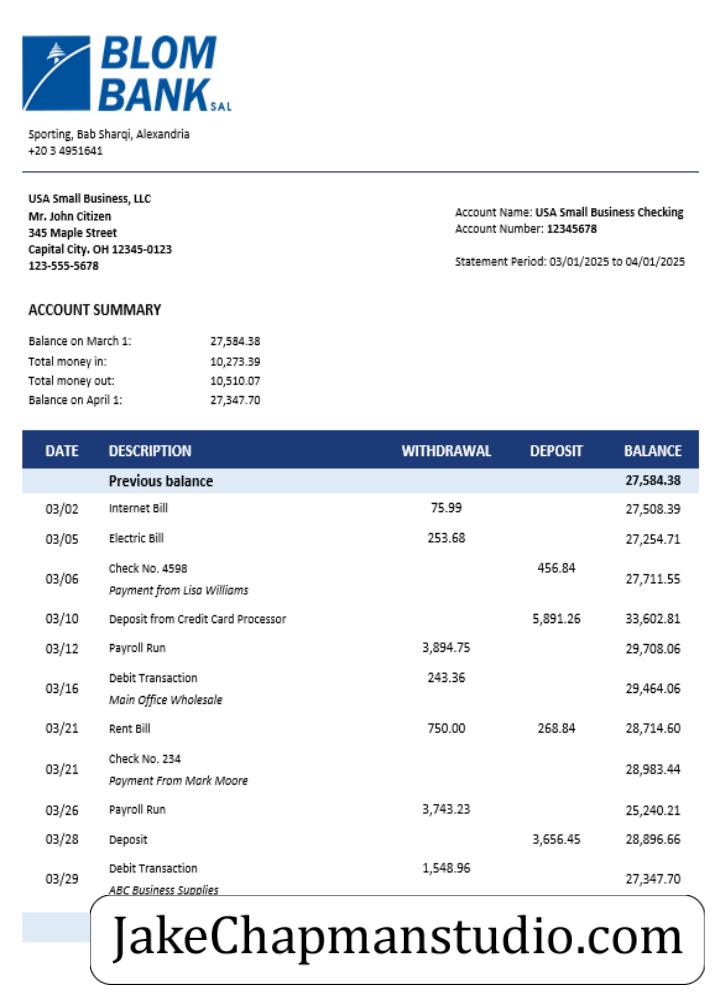 BLOM
BANK SAL
Sporting, Bab Sharqi, Alexandria
+20 3 4951641
USA Small Business, LLC
Mr. John Citizen
345 Maple Street
Capital City. OH 12345-0123
123-555-5678
Account Name: USA Small Business Checking
Account Number: 12345678
Statement Period: 03/01/2025 to 04/01/2025
ACCOUNT SUMMARY
Balance on March 1: 27,584.38
Total money in: 10,273.39
Total money out: 10,510.07
Balance on April 1: 27,347.70
DATE DESCRIPTION WITHDRAWAL DEPOSIT BALANCE
Previous balance 27,584.38
03/02 Internet Bill 75.99 27,508.39
03/05 Electric Bill 253.68 27,254.71
03/06 Check No. 4598 456.84 27,711.55
Payment from Lisa Williams
03/10 Deposit from Credit Card Processor 5,891.26 33,602.81
03/12 Payroll Run 3,894.75 29,708.06
03/16 Debit Transaction 243.36 29,464.06
Main Office Wholesale
03/21 Rent Bill 750.00 268.84 28,714.60
03/21 Check No. 234 28,983.44
Payment From Mark Moore
03/26 Payroll Run 3,743.23 25,240.21
03/28 Deposit 3,656.45 28,896.66
03/29 Debit Transaction 1,548.96 27,347.70
ABC Business Supplies
JakeChapmanstudio.com